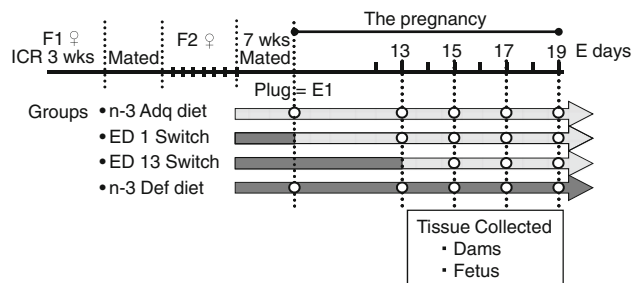 The pregnancy
F1 ♀
ICR 3 wks
Mated
F2 ♀
7 wks
Mated
13 15 17 19 E days
Plug = E1
Groups
• n-3 Adq diet
• ED 1 Switch
• ED 13 Switch
• n-3 Def diet
Tissue Collected
· Dams
· Fetus